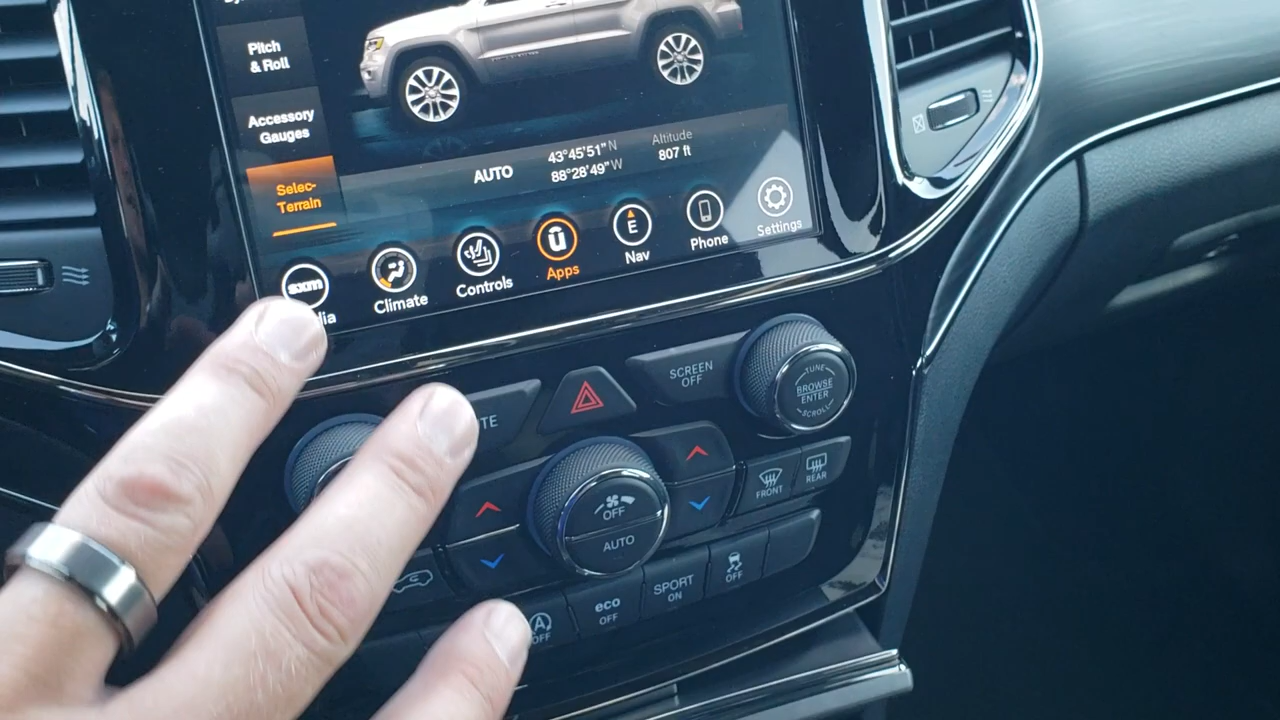 Pitch
& Roll
Accessory
Gauges
Selec-
Terrain
AUTO
43°45'51" N
88°28'49" W
Altitude
807 ft
sxm
Climate
Controls
Apps
E
Nav
Phone
Settings
SCREEN
OFF
TUNE
BROWSE
ENTER
SCROLL
OFF
AUTO
FRONT
REAR
A
OFF
eco
OFF
SPORT
ON
OFF